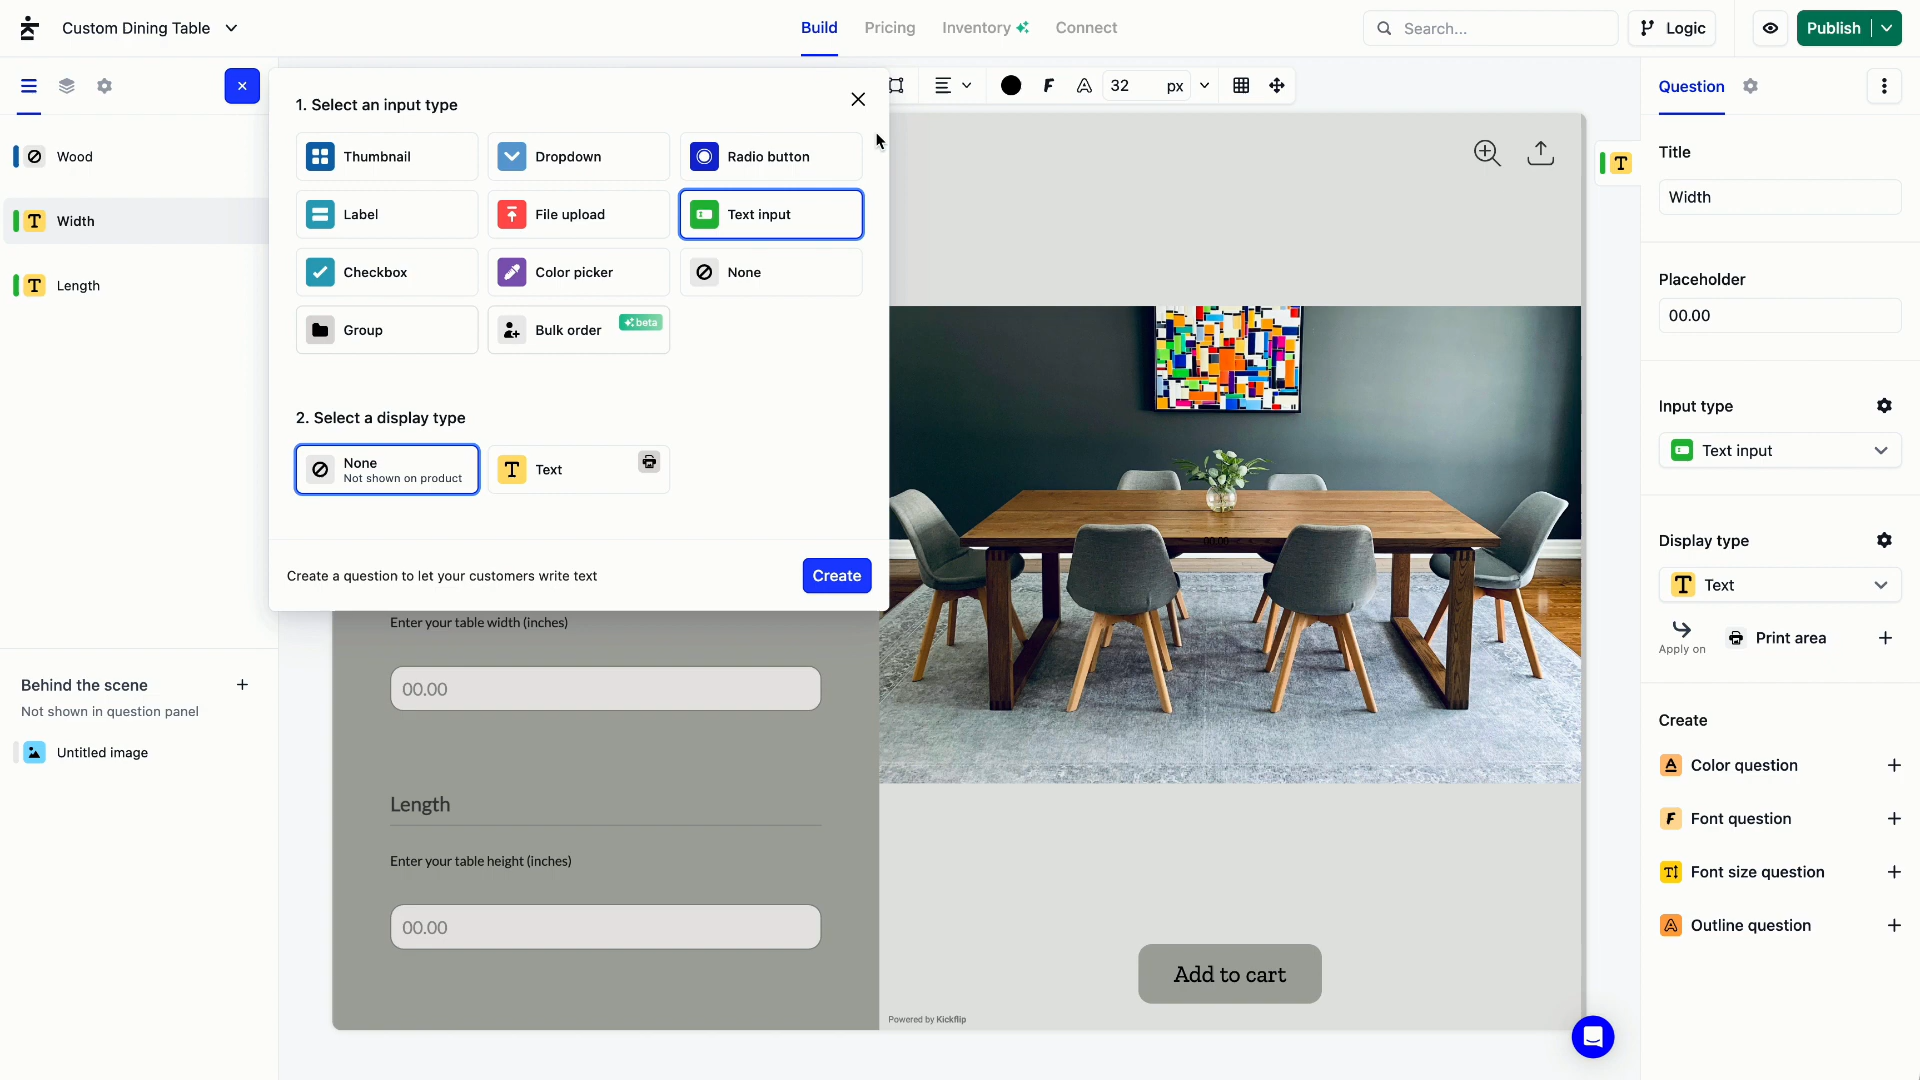 Custom Dining Table
Build
Pricing
Inventory
Connect
Search...
Logic
Publish
1. Select an input type
32
px
Question
Wood
Thumbnail
Dropdown
Radio button
Title
Width
Label
File upload
Text input
T
Width
T
Length
T
Checkbox
Color picker
None
Placeholder
00.00
Group
Bulk order
beta
2. Select a display type
Input type
Text input
None
Not shown on product
T
Text
Display type
T
Text
00.00
Create a question to let your customers write text
Create
Enter your table width (inches)
Apply on
Print area
00.00
Behind the scene
Not shown in question panel
Untitled image
Create
A
Color question
Length
F
Font question
Enter your table height (inches)
T
Font size question
00.00
A
Outline question
Add to cart
Powered by Kickflip